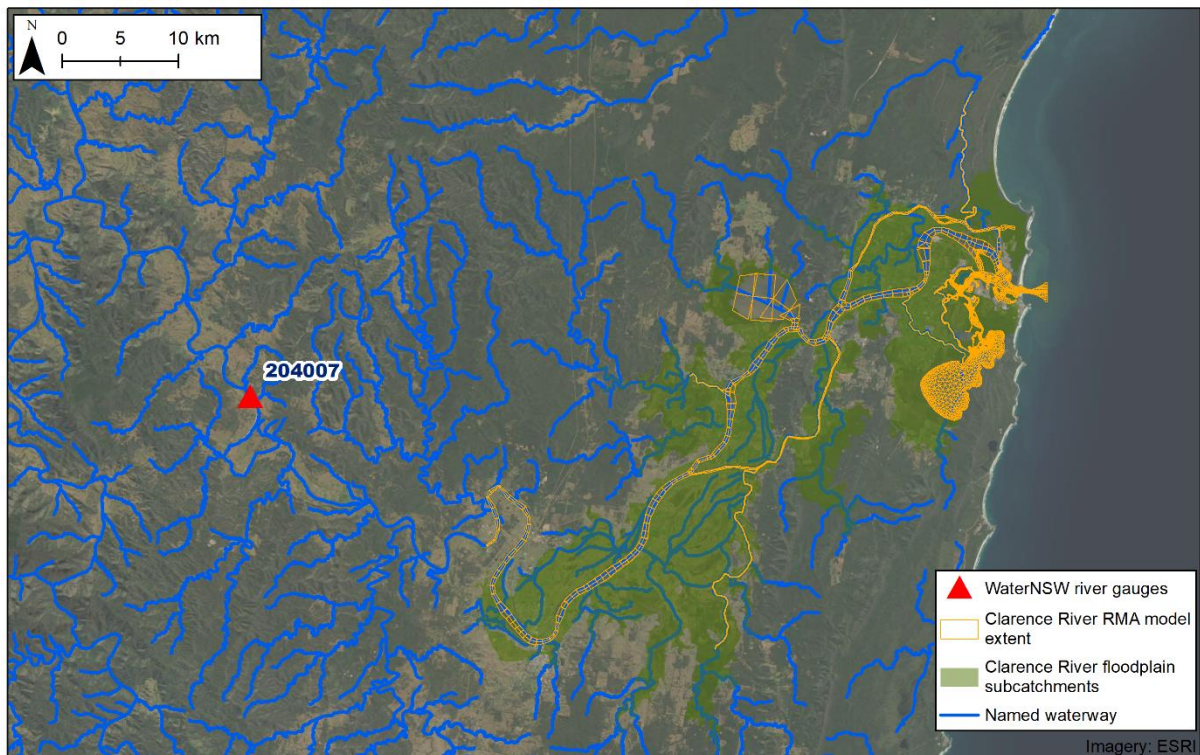 N
0 5 10 km
204007
WaterNSW river gauges
Clarence River RMA model
extent
Clarence River floodplain
subcatchments
Named waterway
Imagery: ESRI